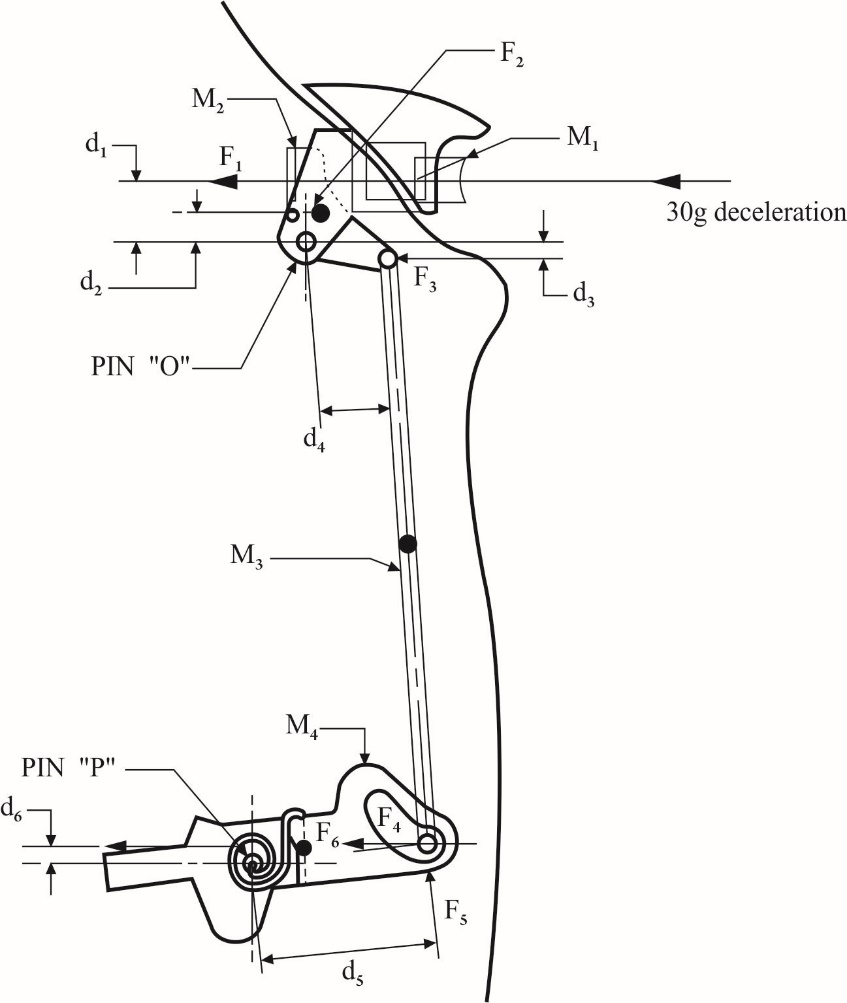 F₂
M₂
M₁
d₁
F₁
30g deceleration
d₂
F₃
d₃
PIN "O"
d₄
M₃
M₄
PIN "P"
d₆
F₆
F₄
F₅
d₅